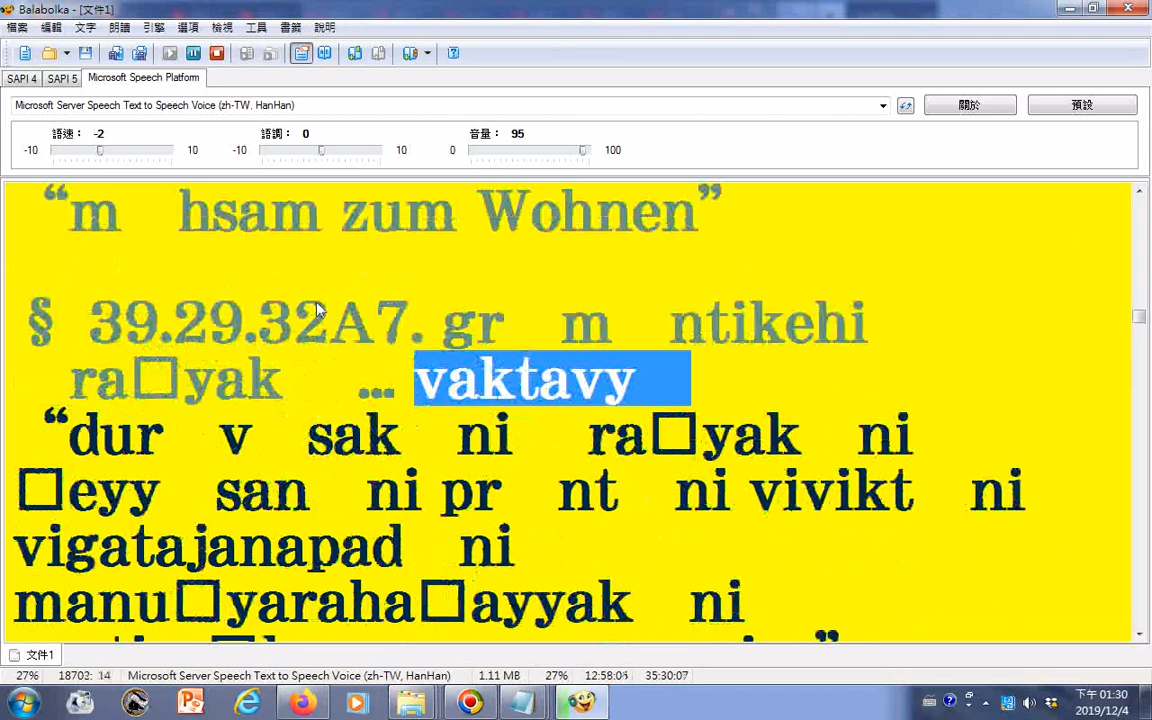 Balabolka - [文件1]
檔案 編輯 文字 朗讀 引擎 選項 檢視 工具 書籤 說明
SAPI 4 SAPI 5 Microsoft Speech Platform
Microsoft Server Speech Text to Speech Voice (zh-TW, HanHan) 關於 預設
語速： -2 語調： 0 音量： 95
-10 10 -10 10 0 100
“m hsam zum Wohnen”
§ 39.29.32A7. gr m ntikehi
ra□yak ... vaktavy
“dur v sak ni ra□yak ni
□eyy san ni pr nt ni vivikt ni
vigatajanapad ni
manu□yaraha□ayyak ni
文件1
27% 18702: 14 Microsoft Server Speech Text to Speech Voice (zh-TW, HanHan) 1.11 MB 27% 12:58:05 35:30:07
下午 01:30
2019/12/4